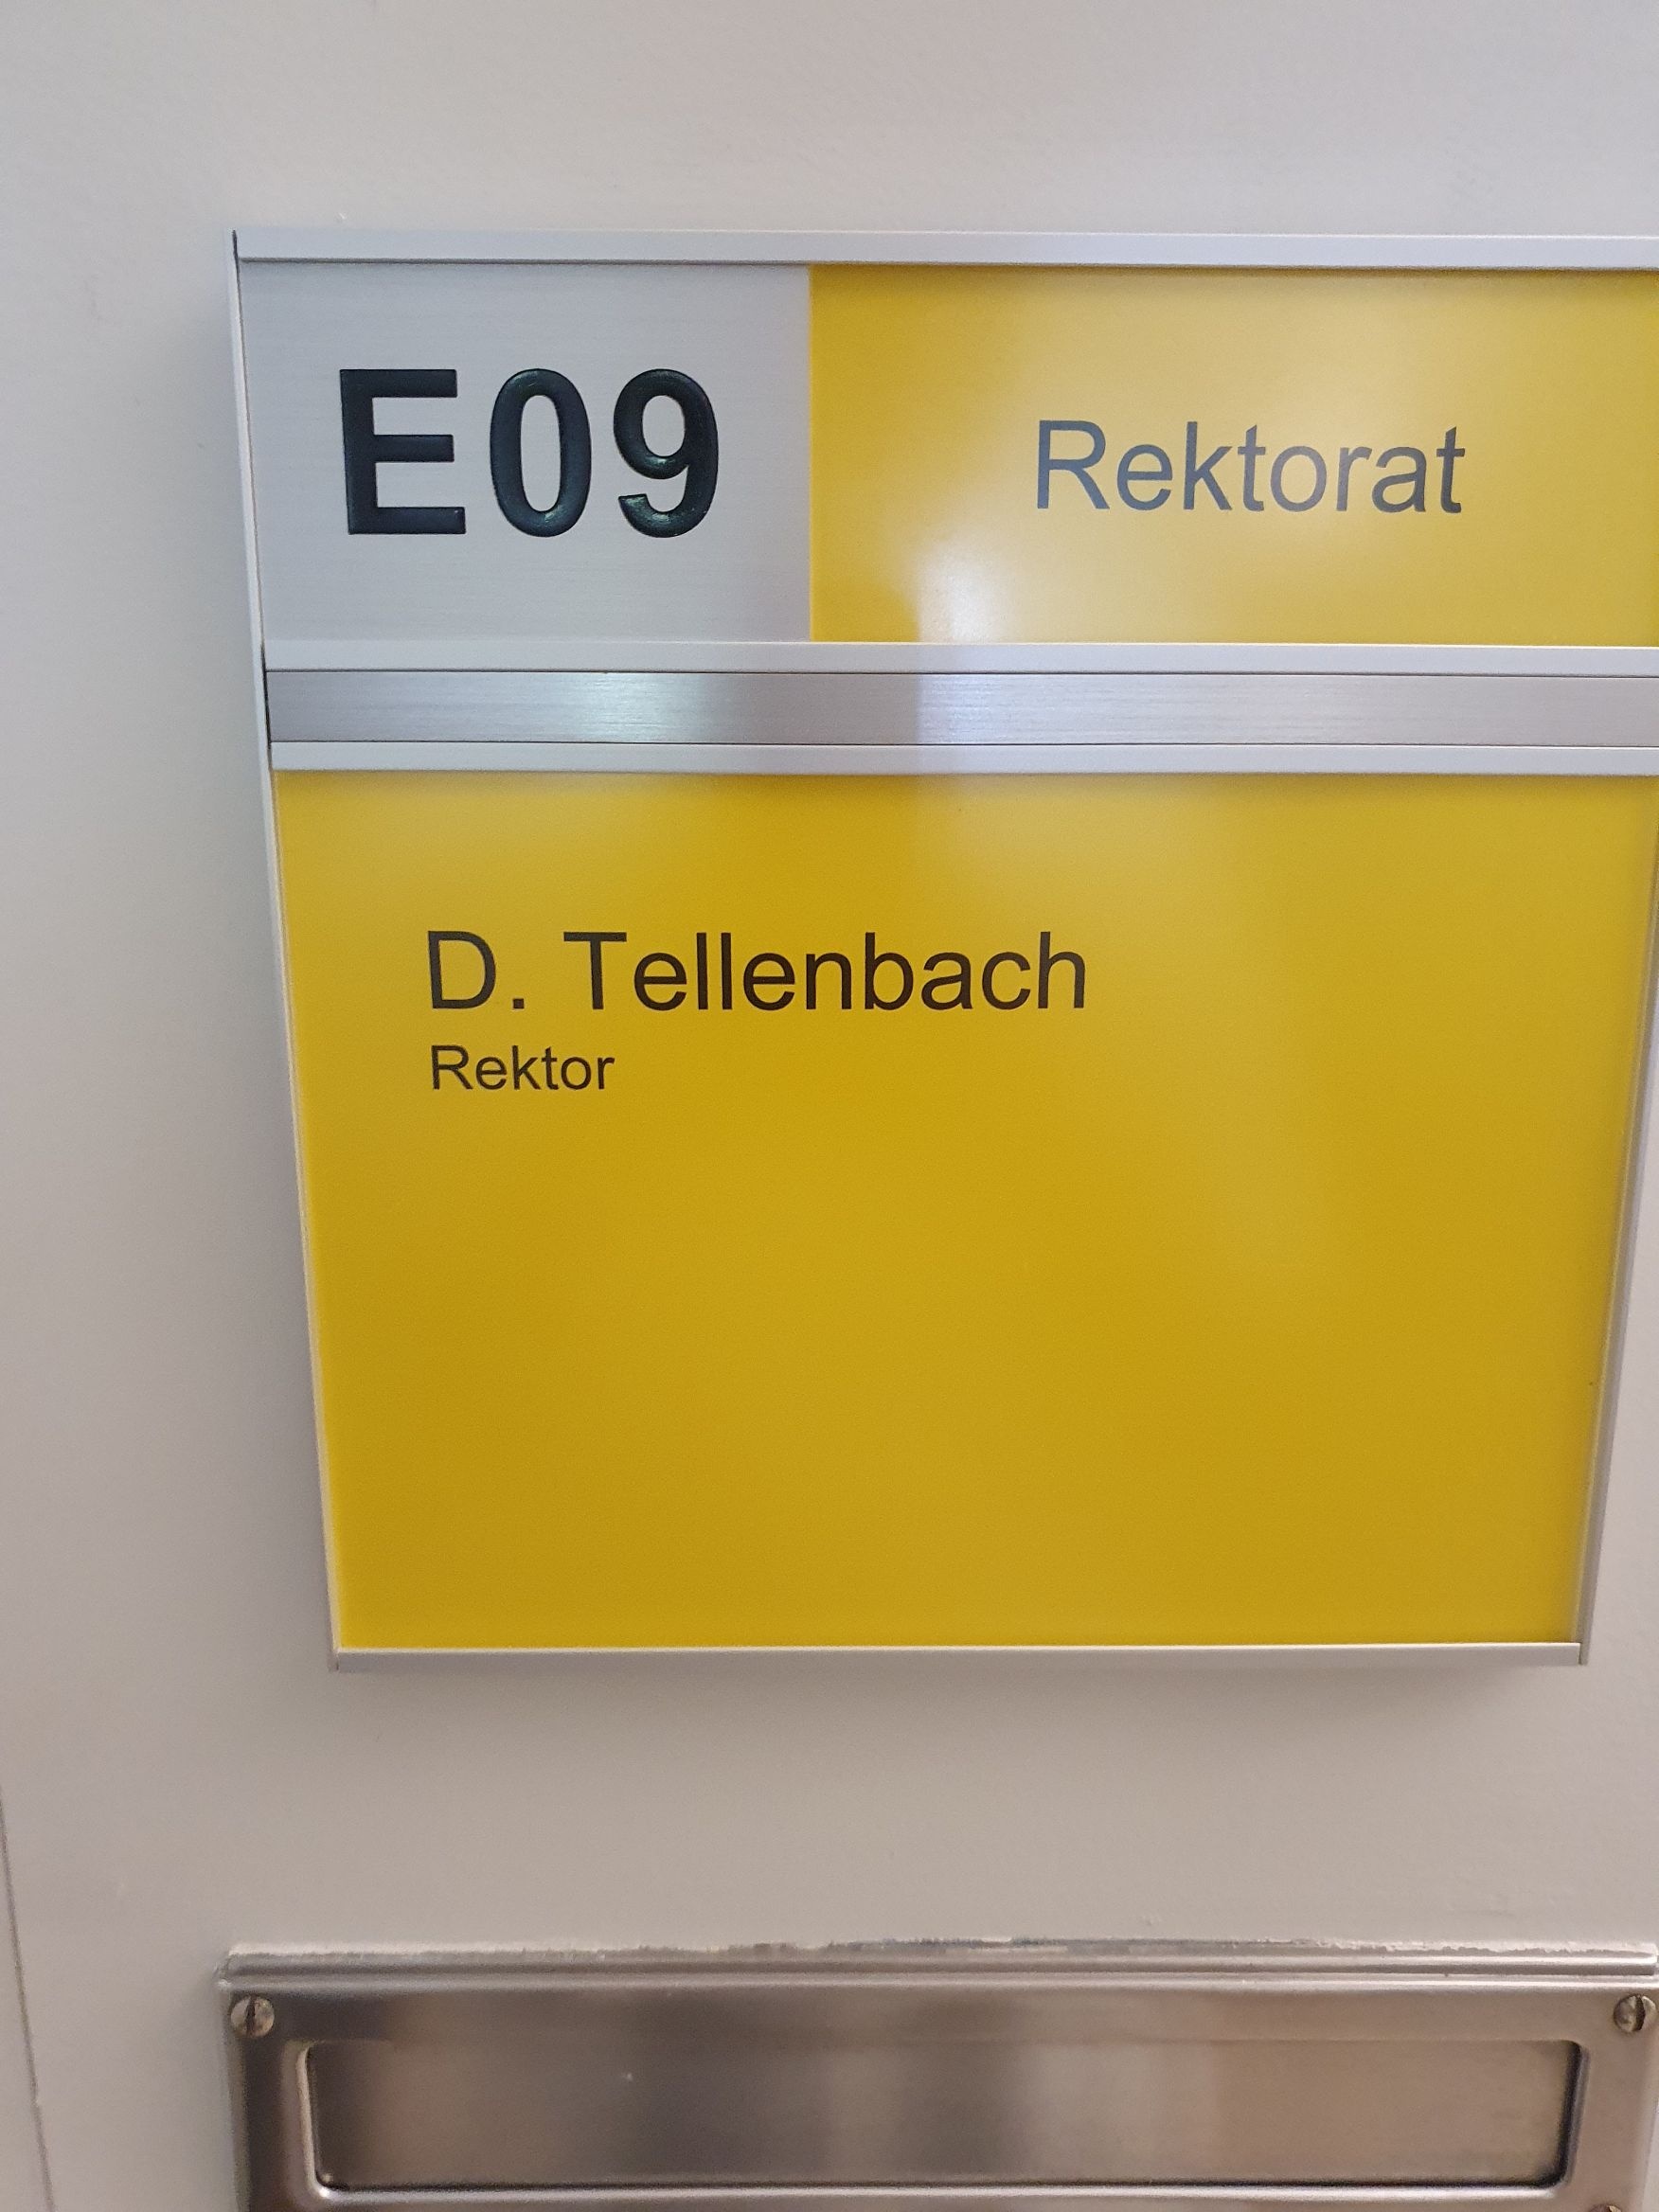 E09 Rektorat
D. Tellenbach
Rektor